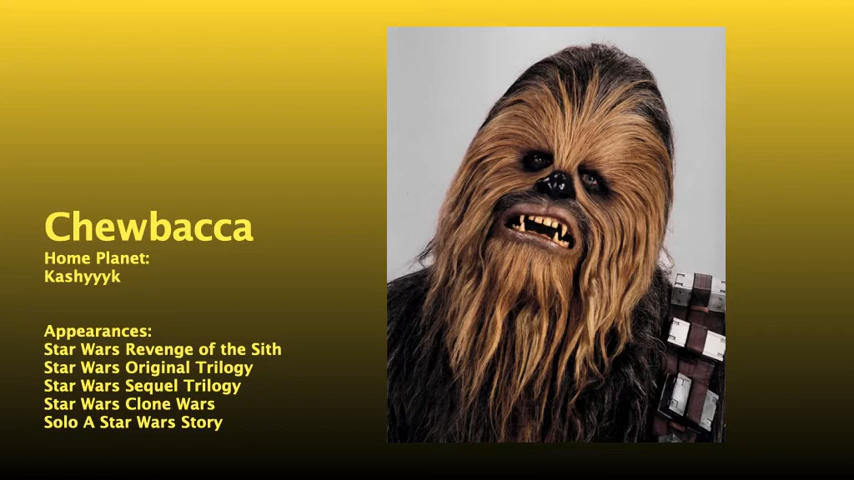 Chewbacca
Home Planet:
Kashyyyk
Appearances:
Star Wars Revenge of the Sith
Star Wars Original Trilogy
Star Wars Sequel Trilogy
Star Wars Clone Wars
Solo A Star Wars Story